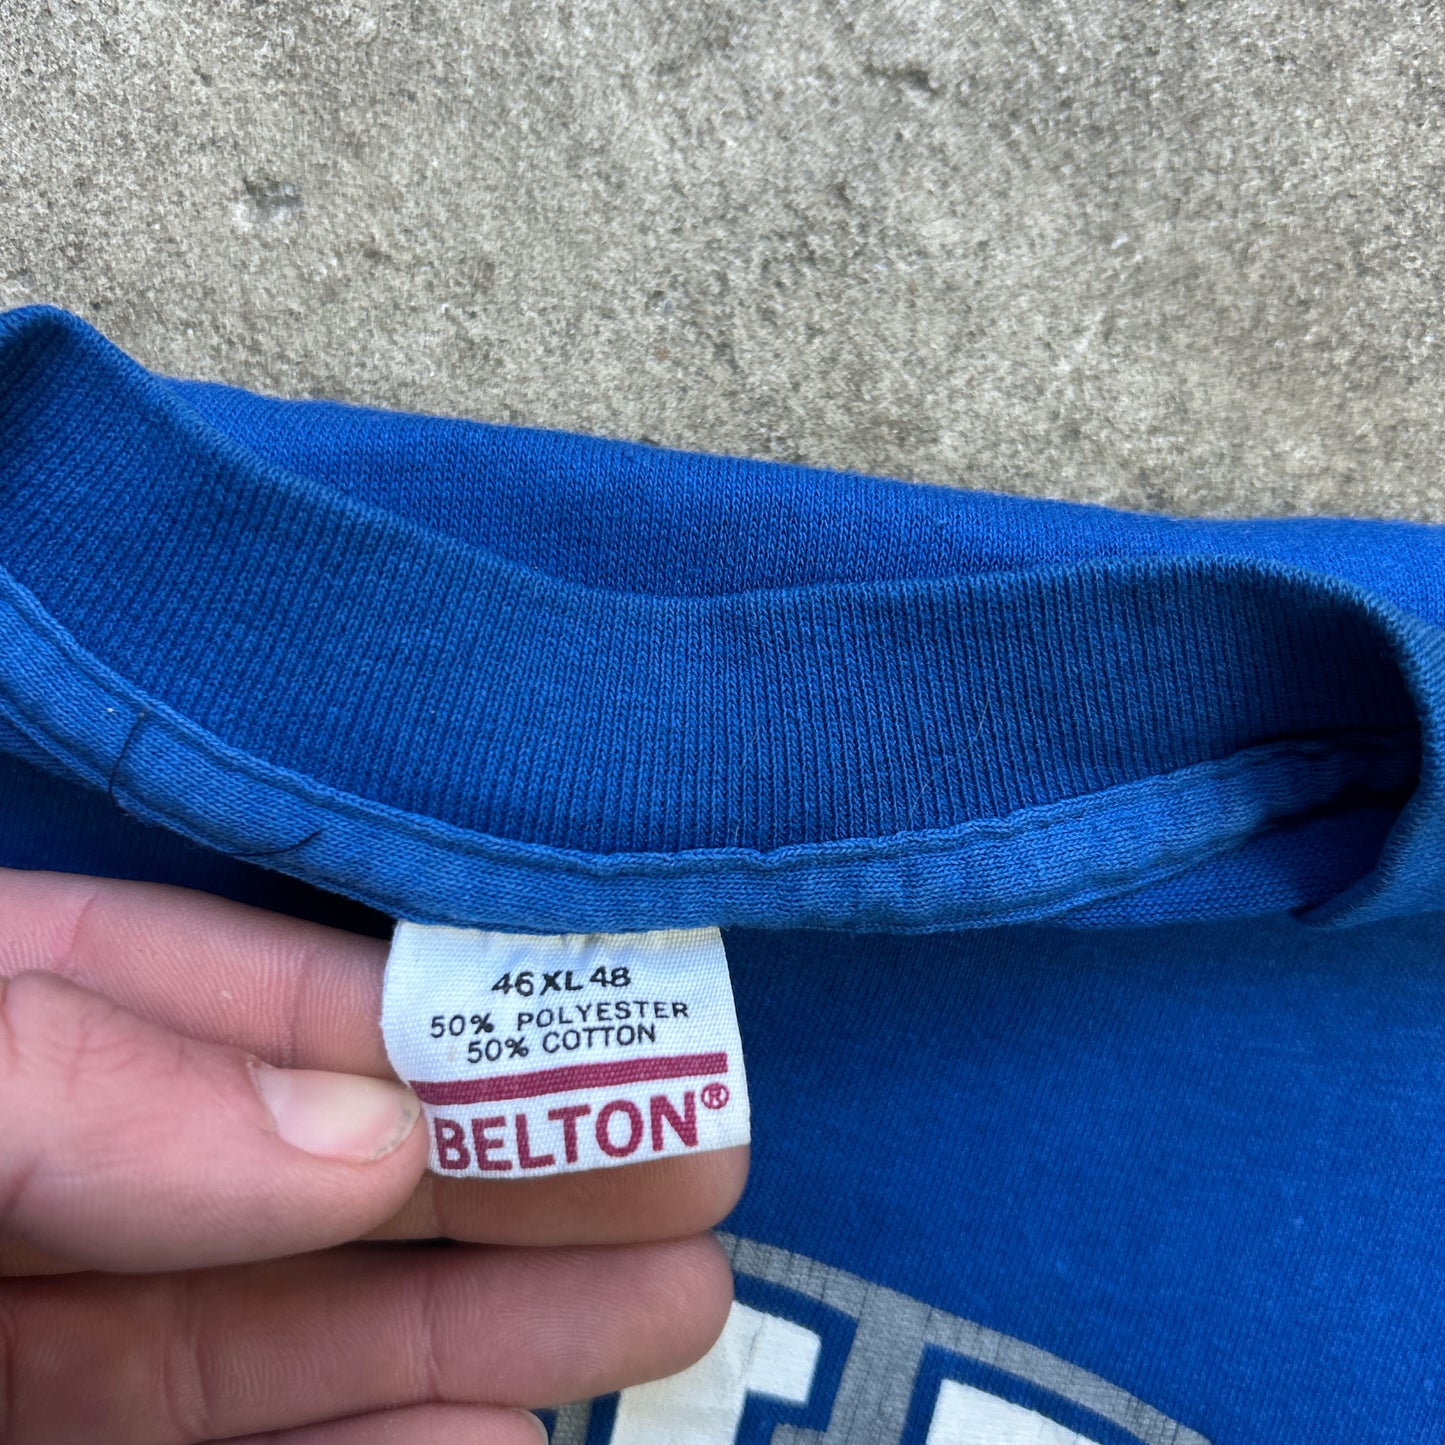 46 XL 48
50% POLYESTER
50% COTTON
BELTON®